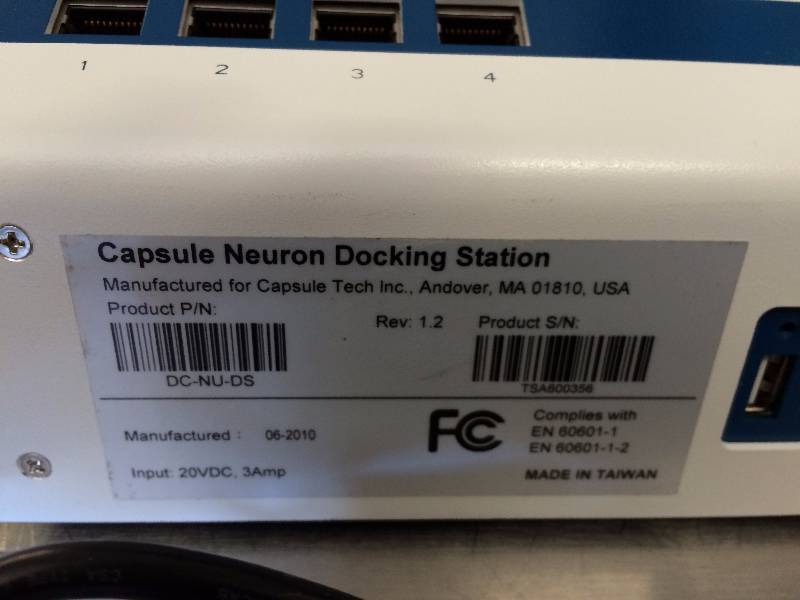 1 2 3 4
Capsule Neuron Docking Station
Manufactured for Capsule Tech Inc., Andover, MA 01810, USA
Product P/N:
Rev: 1.2 Product S/N:
DC-NU-DS
TSA600356
Manufactured : 06-2010
FC
Complies with
EN 60601-1
EN 60601-1-2
Input: 20VDC, 3Amp
MADE IN TAIWAN